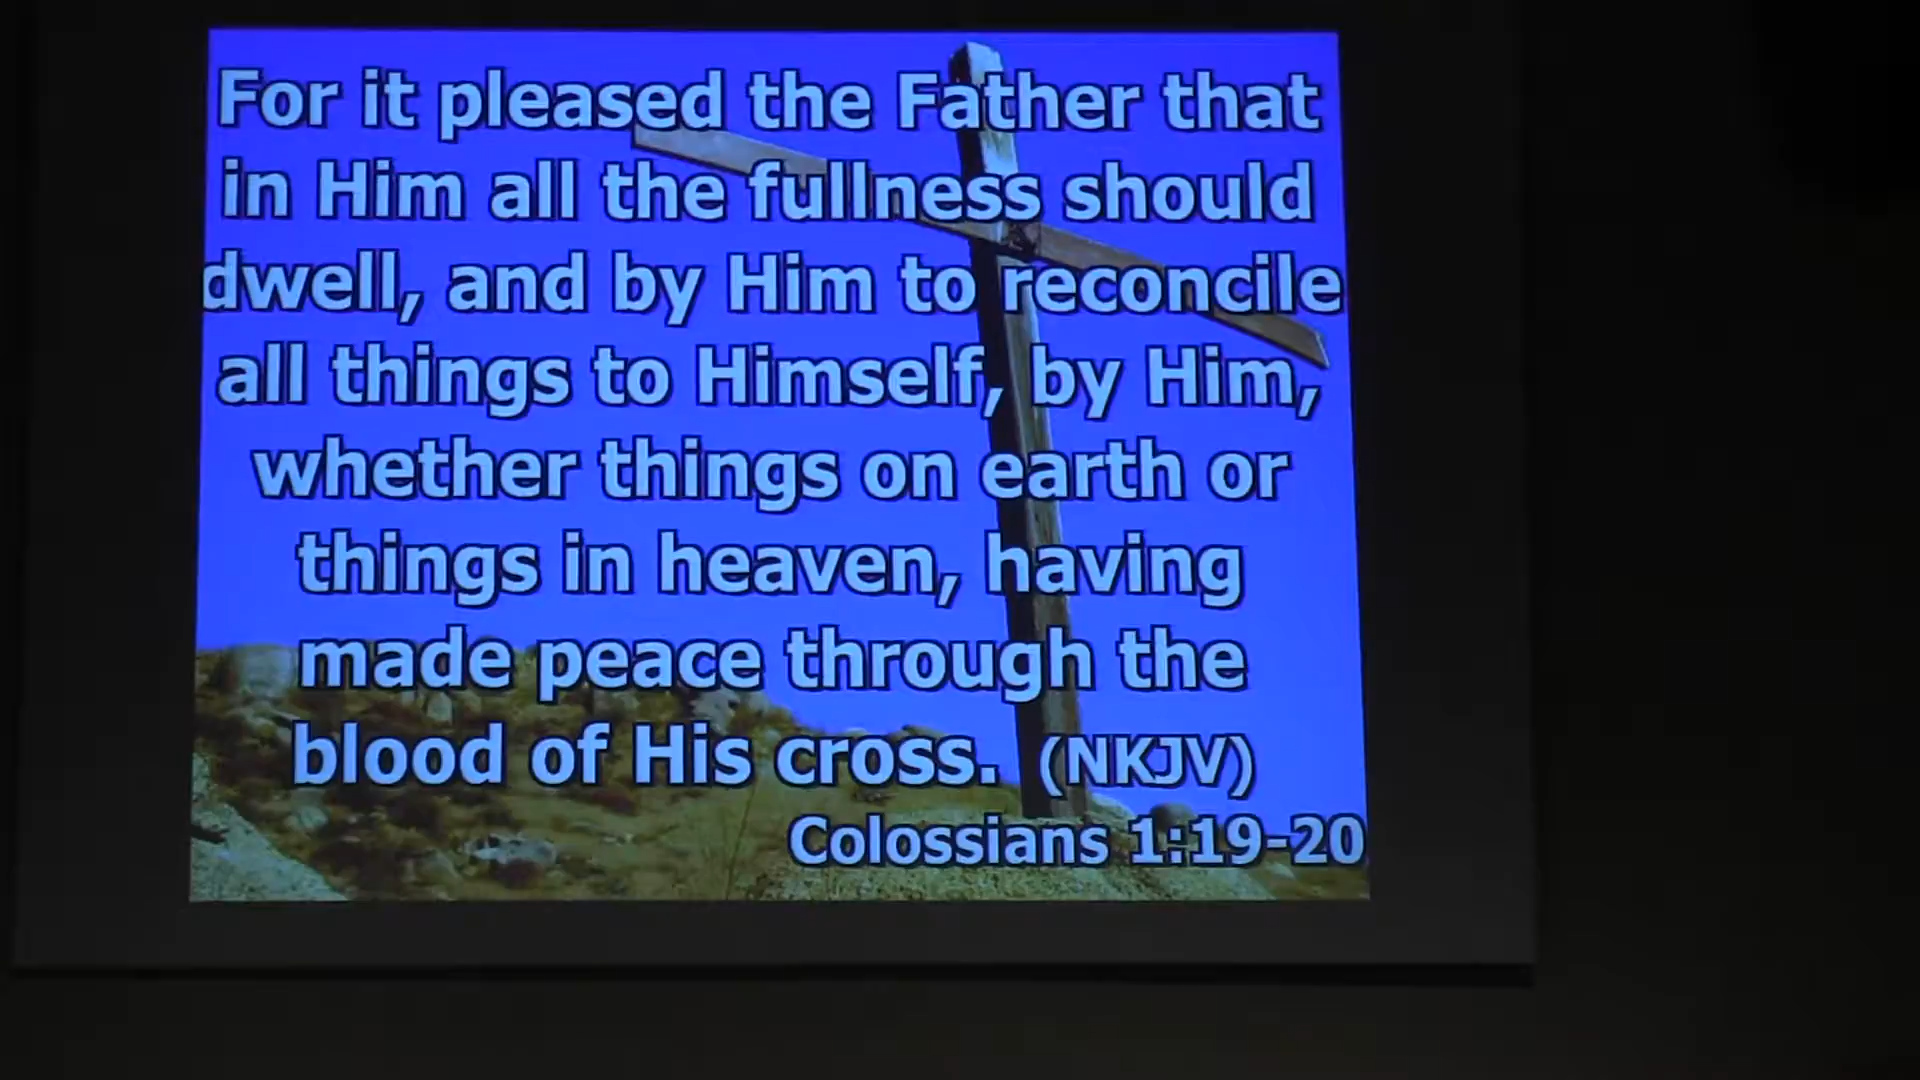 For it pleased the Father that
in Him all the fullness should
dwell, and by Him to reconcile
all things to Himself, by Him,
whether things on earth or
things in heaven, having
made peace through the
blood of His cross. (NKJV)
Colossians 1:19-20